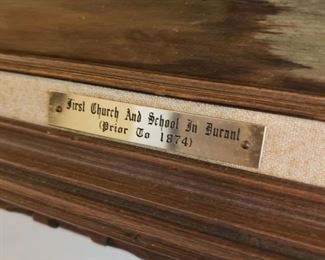 First Church And School In Durant
(Prior To 1874)